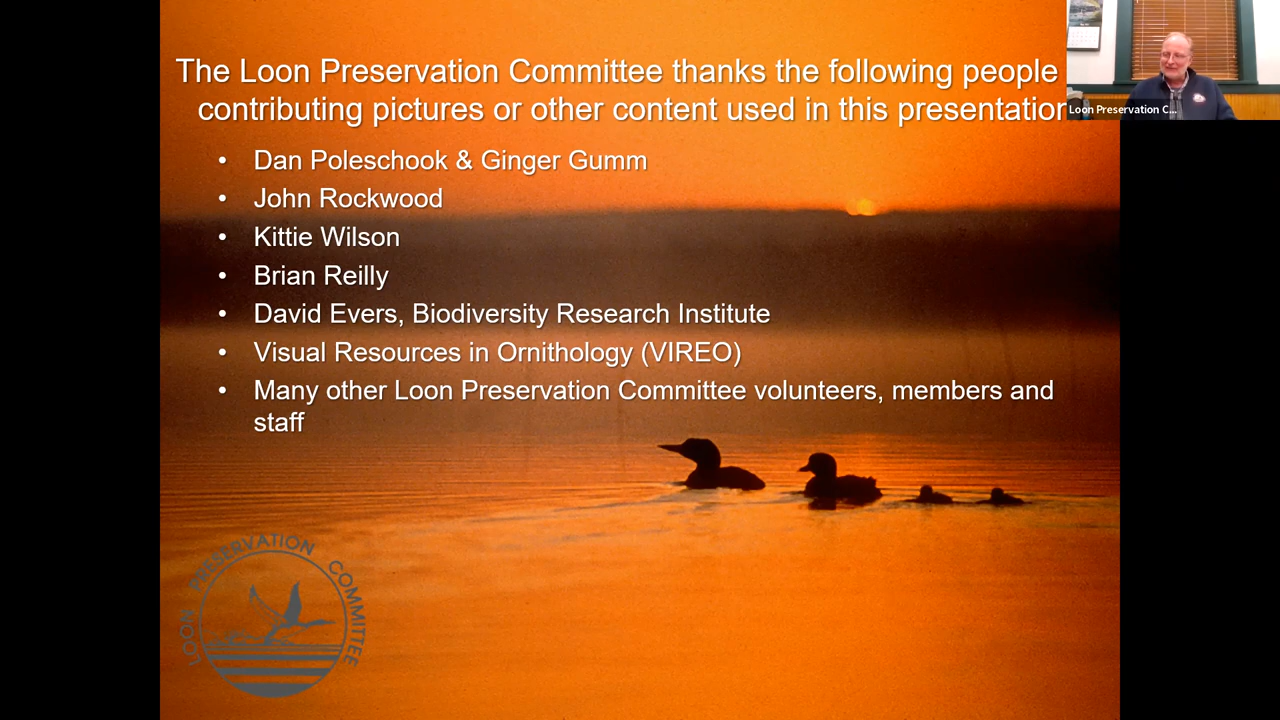 The Loon Preservation Committee thanks the following people
contributing pictures or other content used in this presentation
• Dan Poleschook & Ginger Gumm
• John Rockwood
• Kittie Wilson
• Brian Reilly
• David Evers, Biodiversity Research Institute
• Visual Resources in Ornithology (VIREO)
• Many other Loon Preservation Committee volunteers, members and
staff
Loon Preservation C...
LOON PRESERVATION COMMITTEE